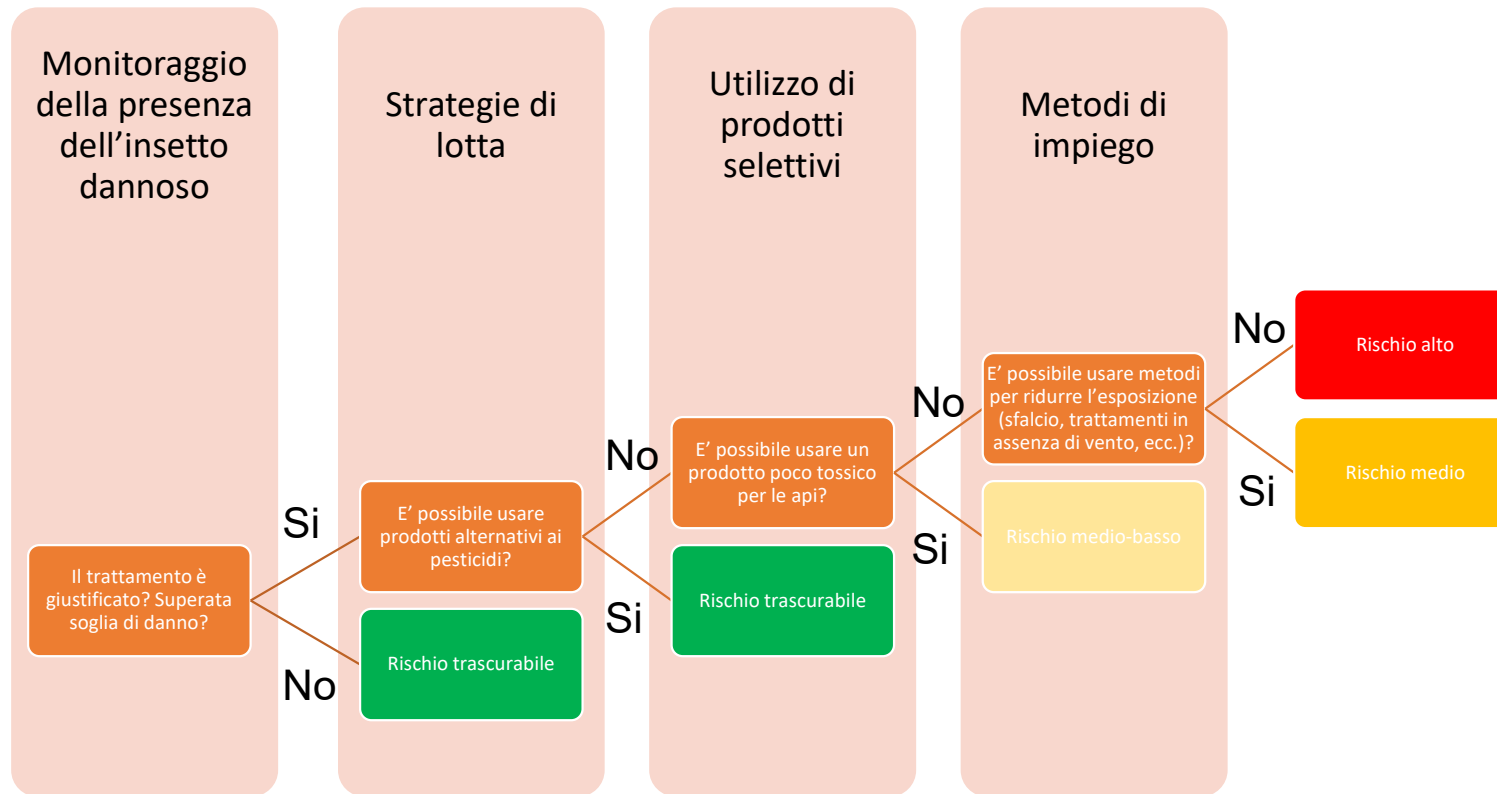 Monitoraggio
della presenza
dell’insetto
dannoso
Strategie di
lotta
Utilizzo di
prodotti
selettivi
Metodi di
impiego
Il trattamento è
giustificato? Superata
soglia di danno?
Si
No
E’ possibile usare
prodotti alternativi ai
pesticidi?
Rischio trascurabile
No
Si
E’ possibile usare un
prodotto poco tossico
per le api?
Rischio trascurabile
No
Si
E’ possibile usare metodi
per ridurre l’esposizione
(sfalcio, trattamenti in
assenza di vento, ecc.)?
Rischio medio-basso
No
Si
Rischio alto
Rischio medio